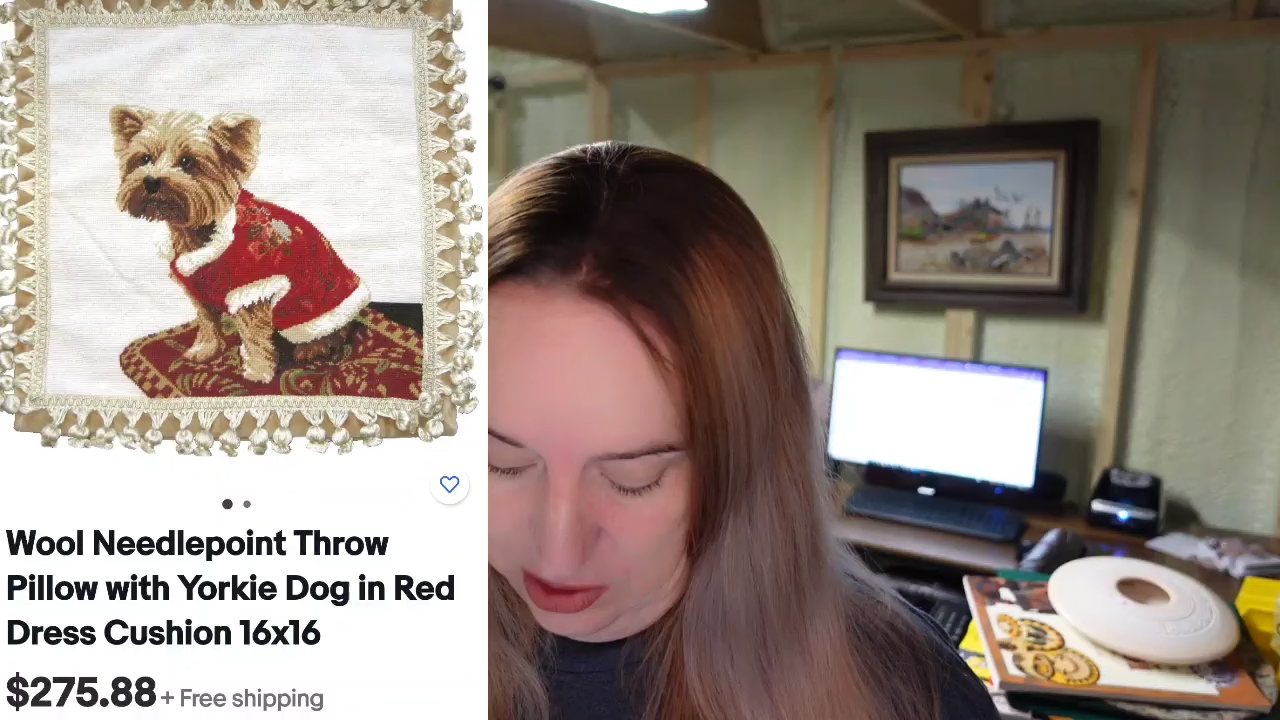 Wool Needlepoint Throw
Pillow with Yorkie Dog in Red
Dress Cushion 16x16
$275.88 + Free shipping